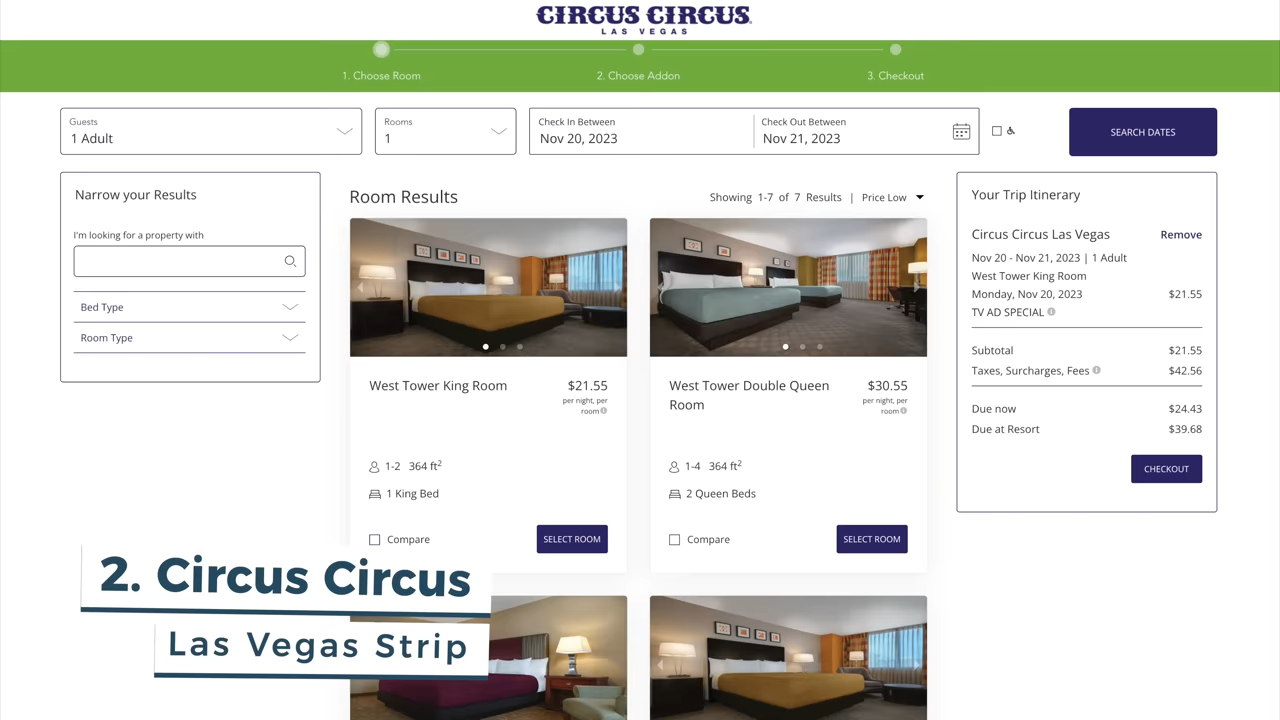 CIRCUS CIRCUS
LAS VEGAS
1. Choose Room
2. Choose Addon
3. Checkout
Guests
1 Adult
Rooms
1
Check In Between
Nov 20, 2023
Check Out Between
Nov 21, 2023
SEARCH DATES
Narrow your Results
I'm looking for a property with
Bed Type
Room Type
Room Results
Showing 1-7 of 7 Results | Price Low
West Tower King Room
$21.55
per night, per
room
1-2 364 ft²
1 King Bed
Compare
SELECT ROOM
West Tower Double Queen
Room
$30.55
per night, per
room
1-4 364 ft²
2 Queen Beds
Compare
SELECT ROOM
Your Trip Itinerary
Circus Circus Las Vegas
Remove
Nov 20 - Nov 21, 2023 | 1 Adult
West Tower King Room
Monday, Nov 20, 2023 $21.55
TV AD SPECIAL
Subtotal $21.55
Taxes, Surcharges, Fees $42.56
Due now $24.43
Due at Resort $39.68
CHECKOUT
2. Circus Circus
Las Vegas Strip